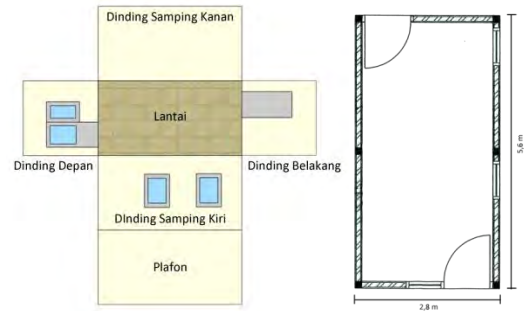 Dinding Samping Kanan
Lantai
Dinding Depan
Dinding Belakang
DInding Samping Kiri
Plafon
5,6 m
2,8 m